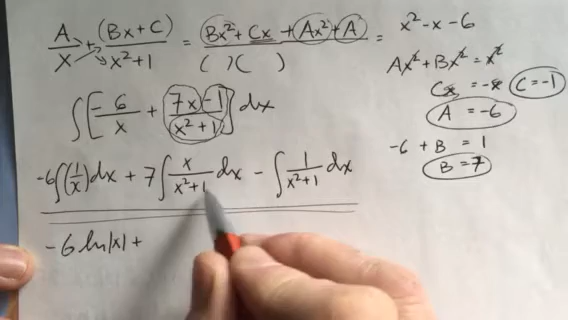 A/x + (Bx+C)/(x²+1) = (Bx² + Cx + Ax² + A)/(( )( )) = x² - x - 6
Ax² + Bx² = x²
Cx = -x C = -1
A = -6
∫[-6/x + (7x-1)/(x²+1)] dx
-6 + B = 1
B = 7
-6∫(1/x)dx + 7∫ x/(x²+1) dx - ∫ 1/(x²+1) dx
-6 ln|x| +